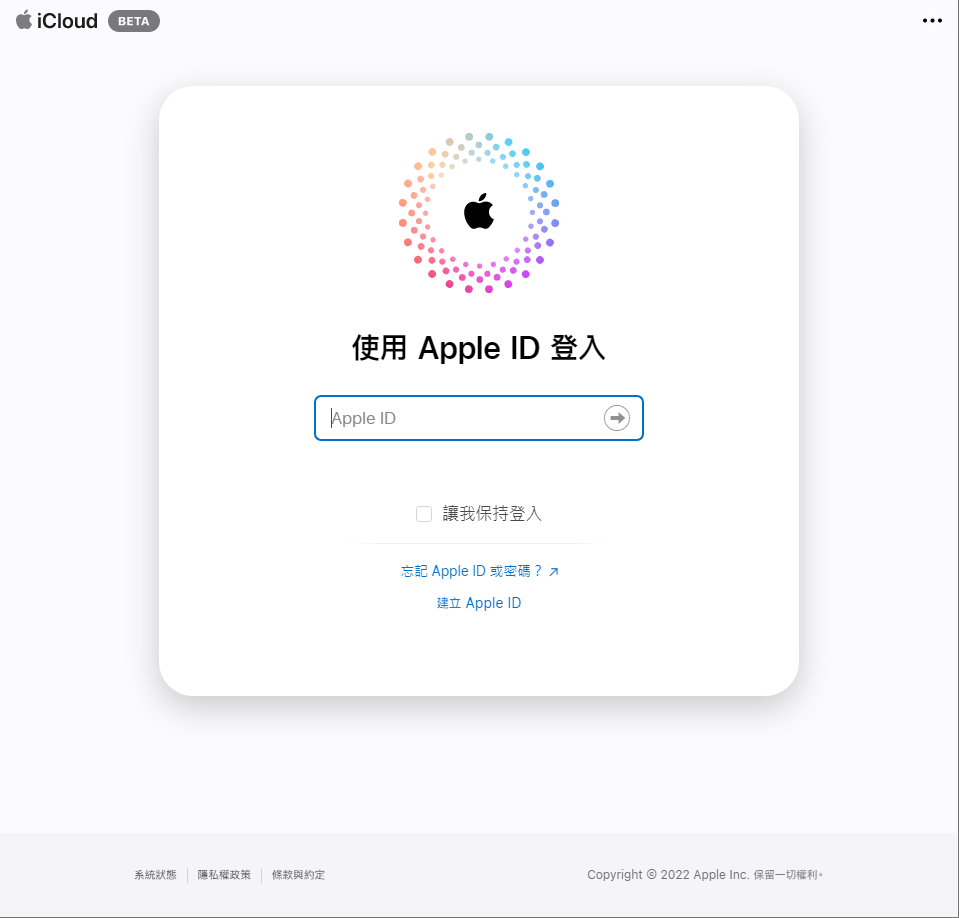 iCloud BETA
使用 Apple ID 登入
Apple ID
讓我保持登入
忘記 Apple ID 或密碼？
建立 Apple ID
系統狀態 隱私權政策 條款與約定 Copyright © 2022 Apple Inc. 保留一切權利。